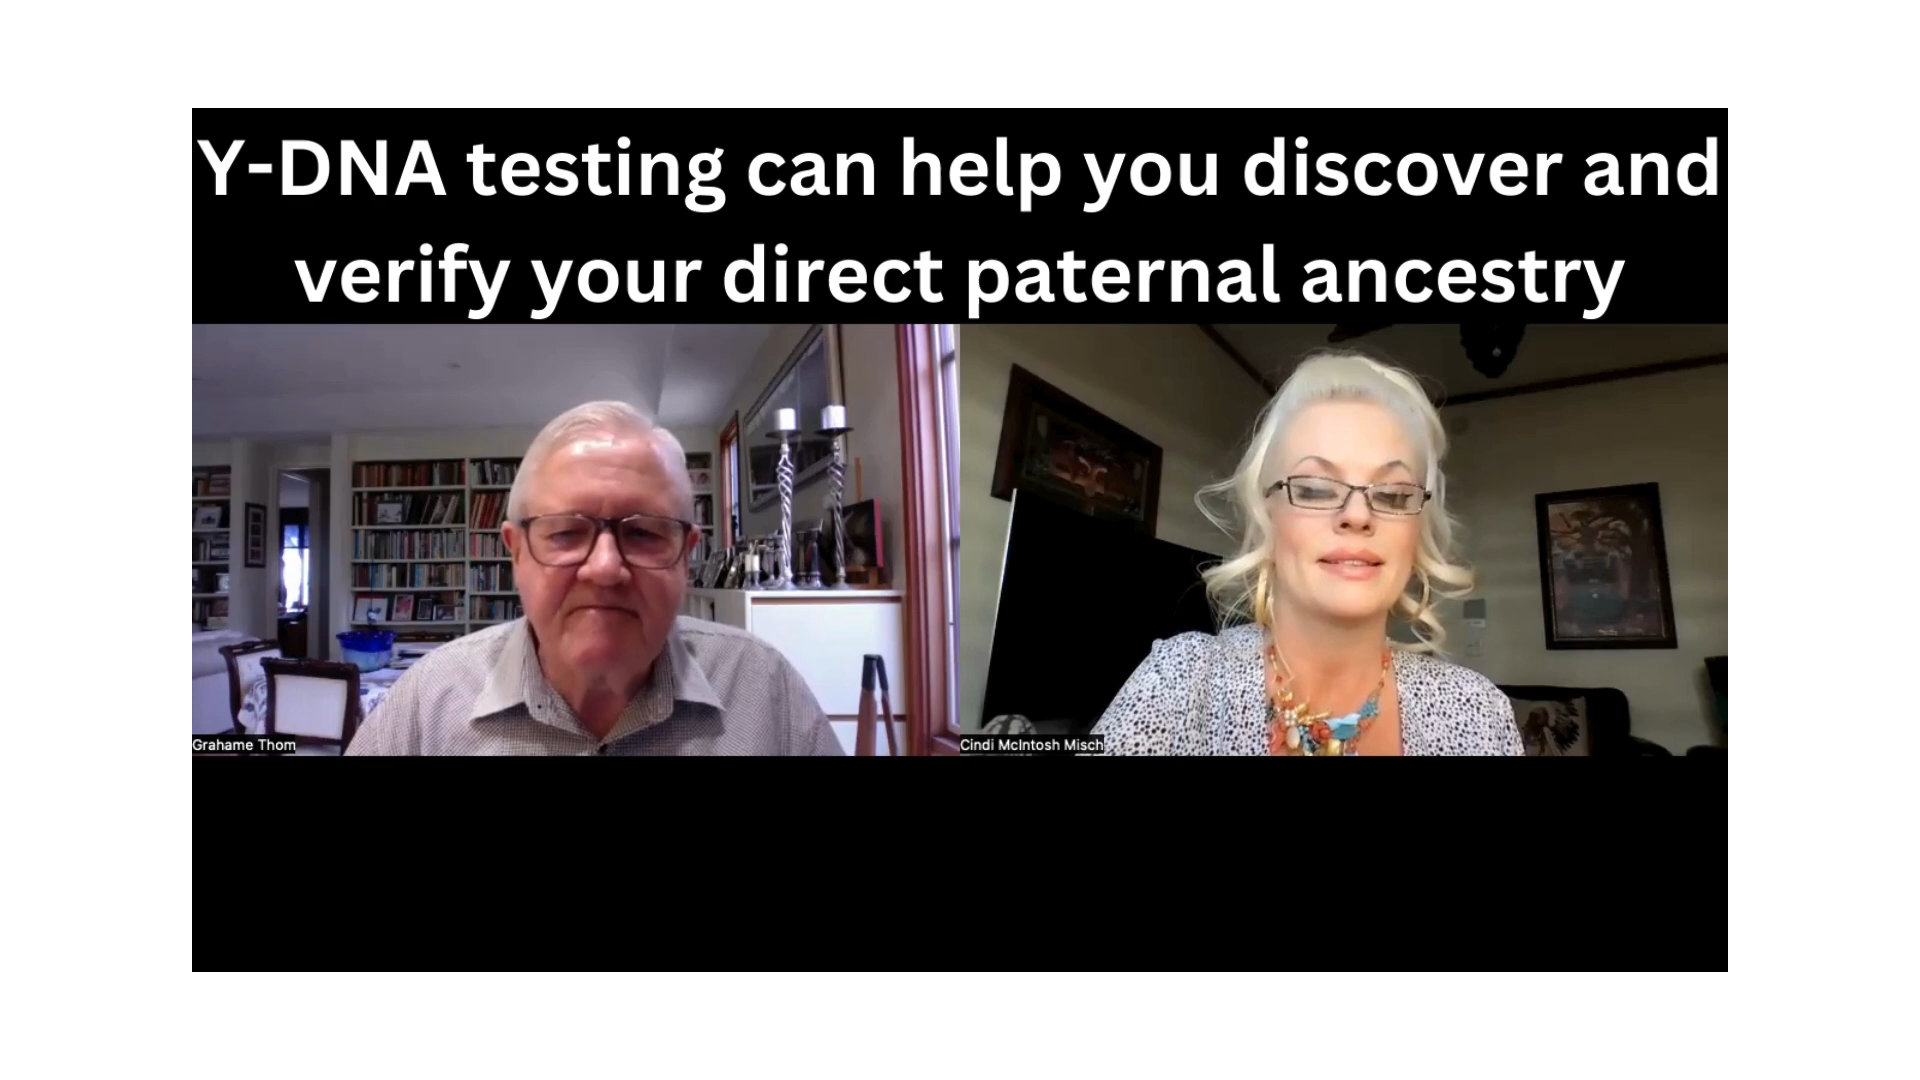 Y-DNA testing can help you discover and
verify your direct paternal ancestry
Grahame Thom
Cindi McIntosh Misch